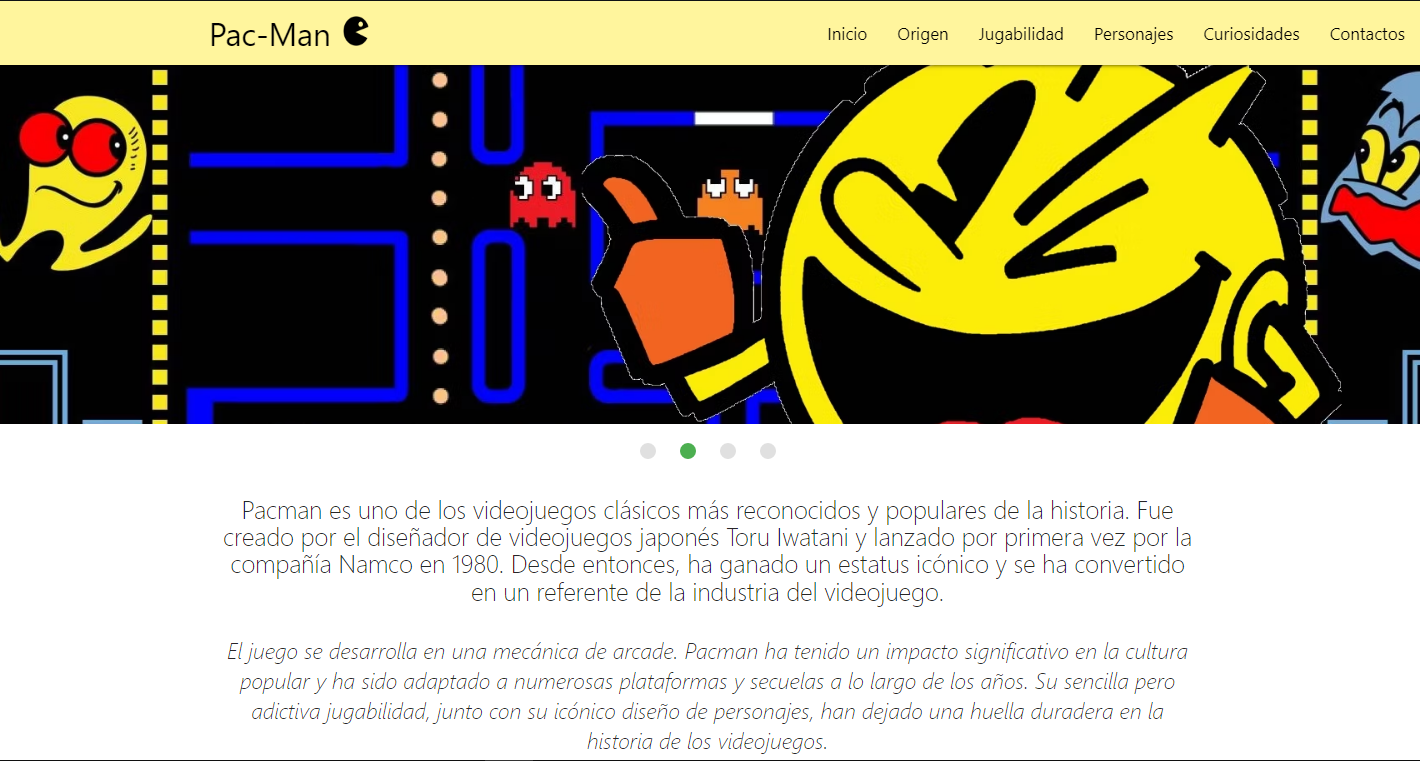 Pac-Man
Inicio Origen Jugabilidad Personajes Curiosidades Contactos
Pacman es uno de los videojuegos clásicos más reconocidos y populares de la historia. Fue
creado por el diseñador de videojuegos japonés Toru Iwatani y lanzado por primera vez por la
compañía Namco en 1980. Desde entonces, ha ganado un estatus icónico y se ha convertido
en un referente de la industria del videojuego.
El juego se desarrolla en una mecánica de arcade. Pacman ha tenido un impacto significativo en la cultura
popular y ha sido adaptado a numerosas plataformas y secuelas a lo largo de los años. Su sencilla pero
adictiva jugabilidad, junto con su icónico diseño de personajes, han dejado una huella duradera en la
historia de los videojuegos.